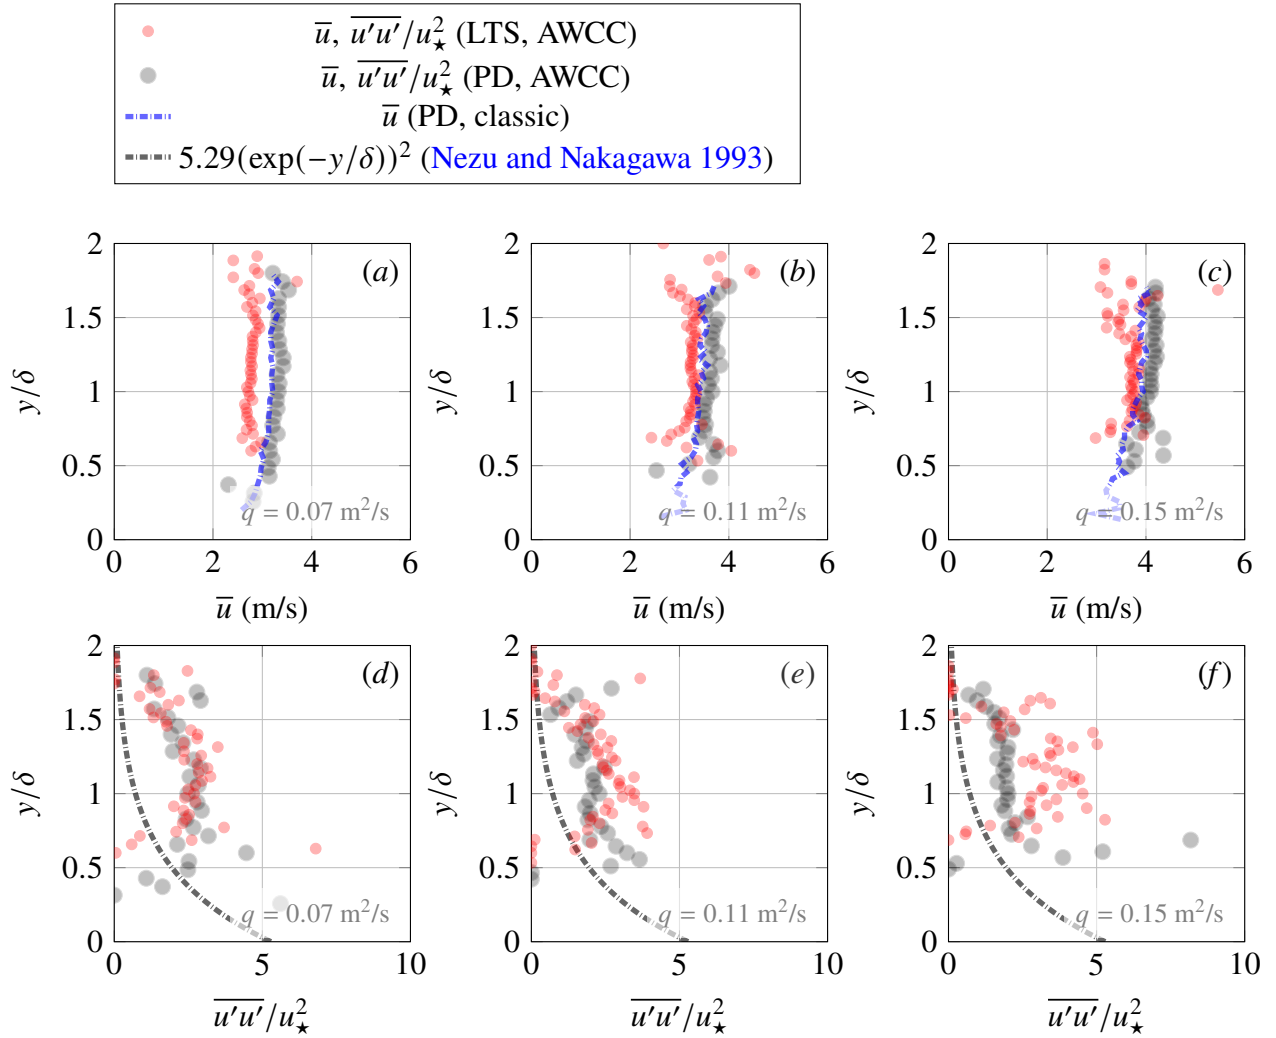 u̅, u′u′̅/u⋆² (LTS, AWCC)
u̅, u′u′̅/u⋆² (PD, AWCC)
u̅ (PD, classic)
5.29(exp(−y/δ))² (Nezu and Nakagawa 1993)
2
1.5
1
0.5
0
y/δ
(a)
q = 0.07 m²/s
0 2 4 6
u̅ (m/s)
2
1.5
1
0.5
0
y/δ
(b)
q = 0.11 m²/s
0 2 4 6
u̅ (m/s)
2
1.5
1
0.5
0
y/δ
(c)
q = 0.15 m²/s
0 2 4 6
u̅ (m/s)
2
1.5
1
0.5
0
y/δ
(d)
q = 0.07 m²/s
0 5 10
u′u′̅/u⋆²
2
1.5
1
0.5
0
y/δ
(e)
q = 0.11 m²/s
0 5 10
u′u′̅/u⋆²
2
1.5
1
0.5
0
y/δ
(f)
q = 0.15 m²/s
0 5 10
u′u′̅/u⋆²